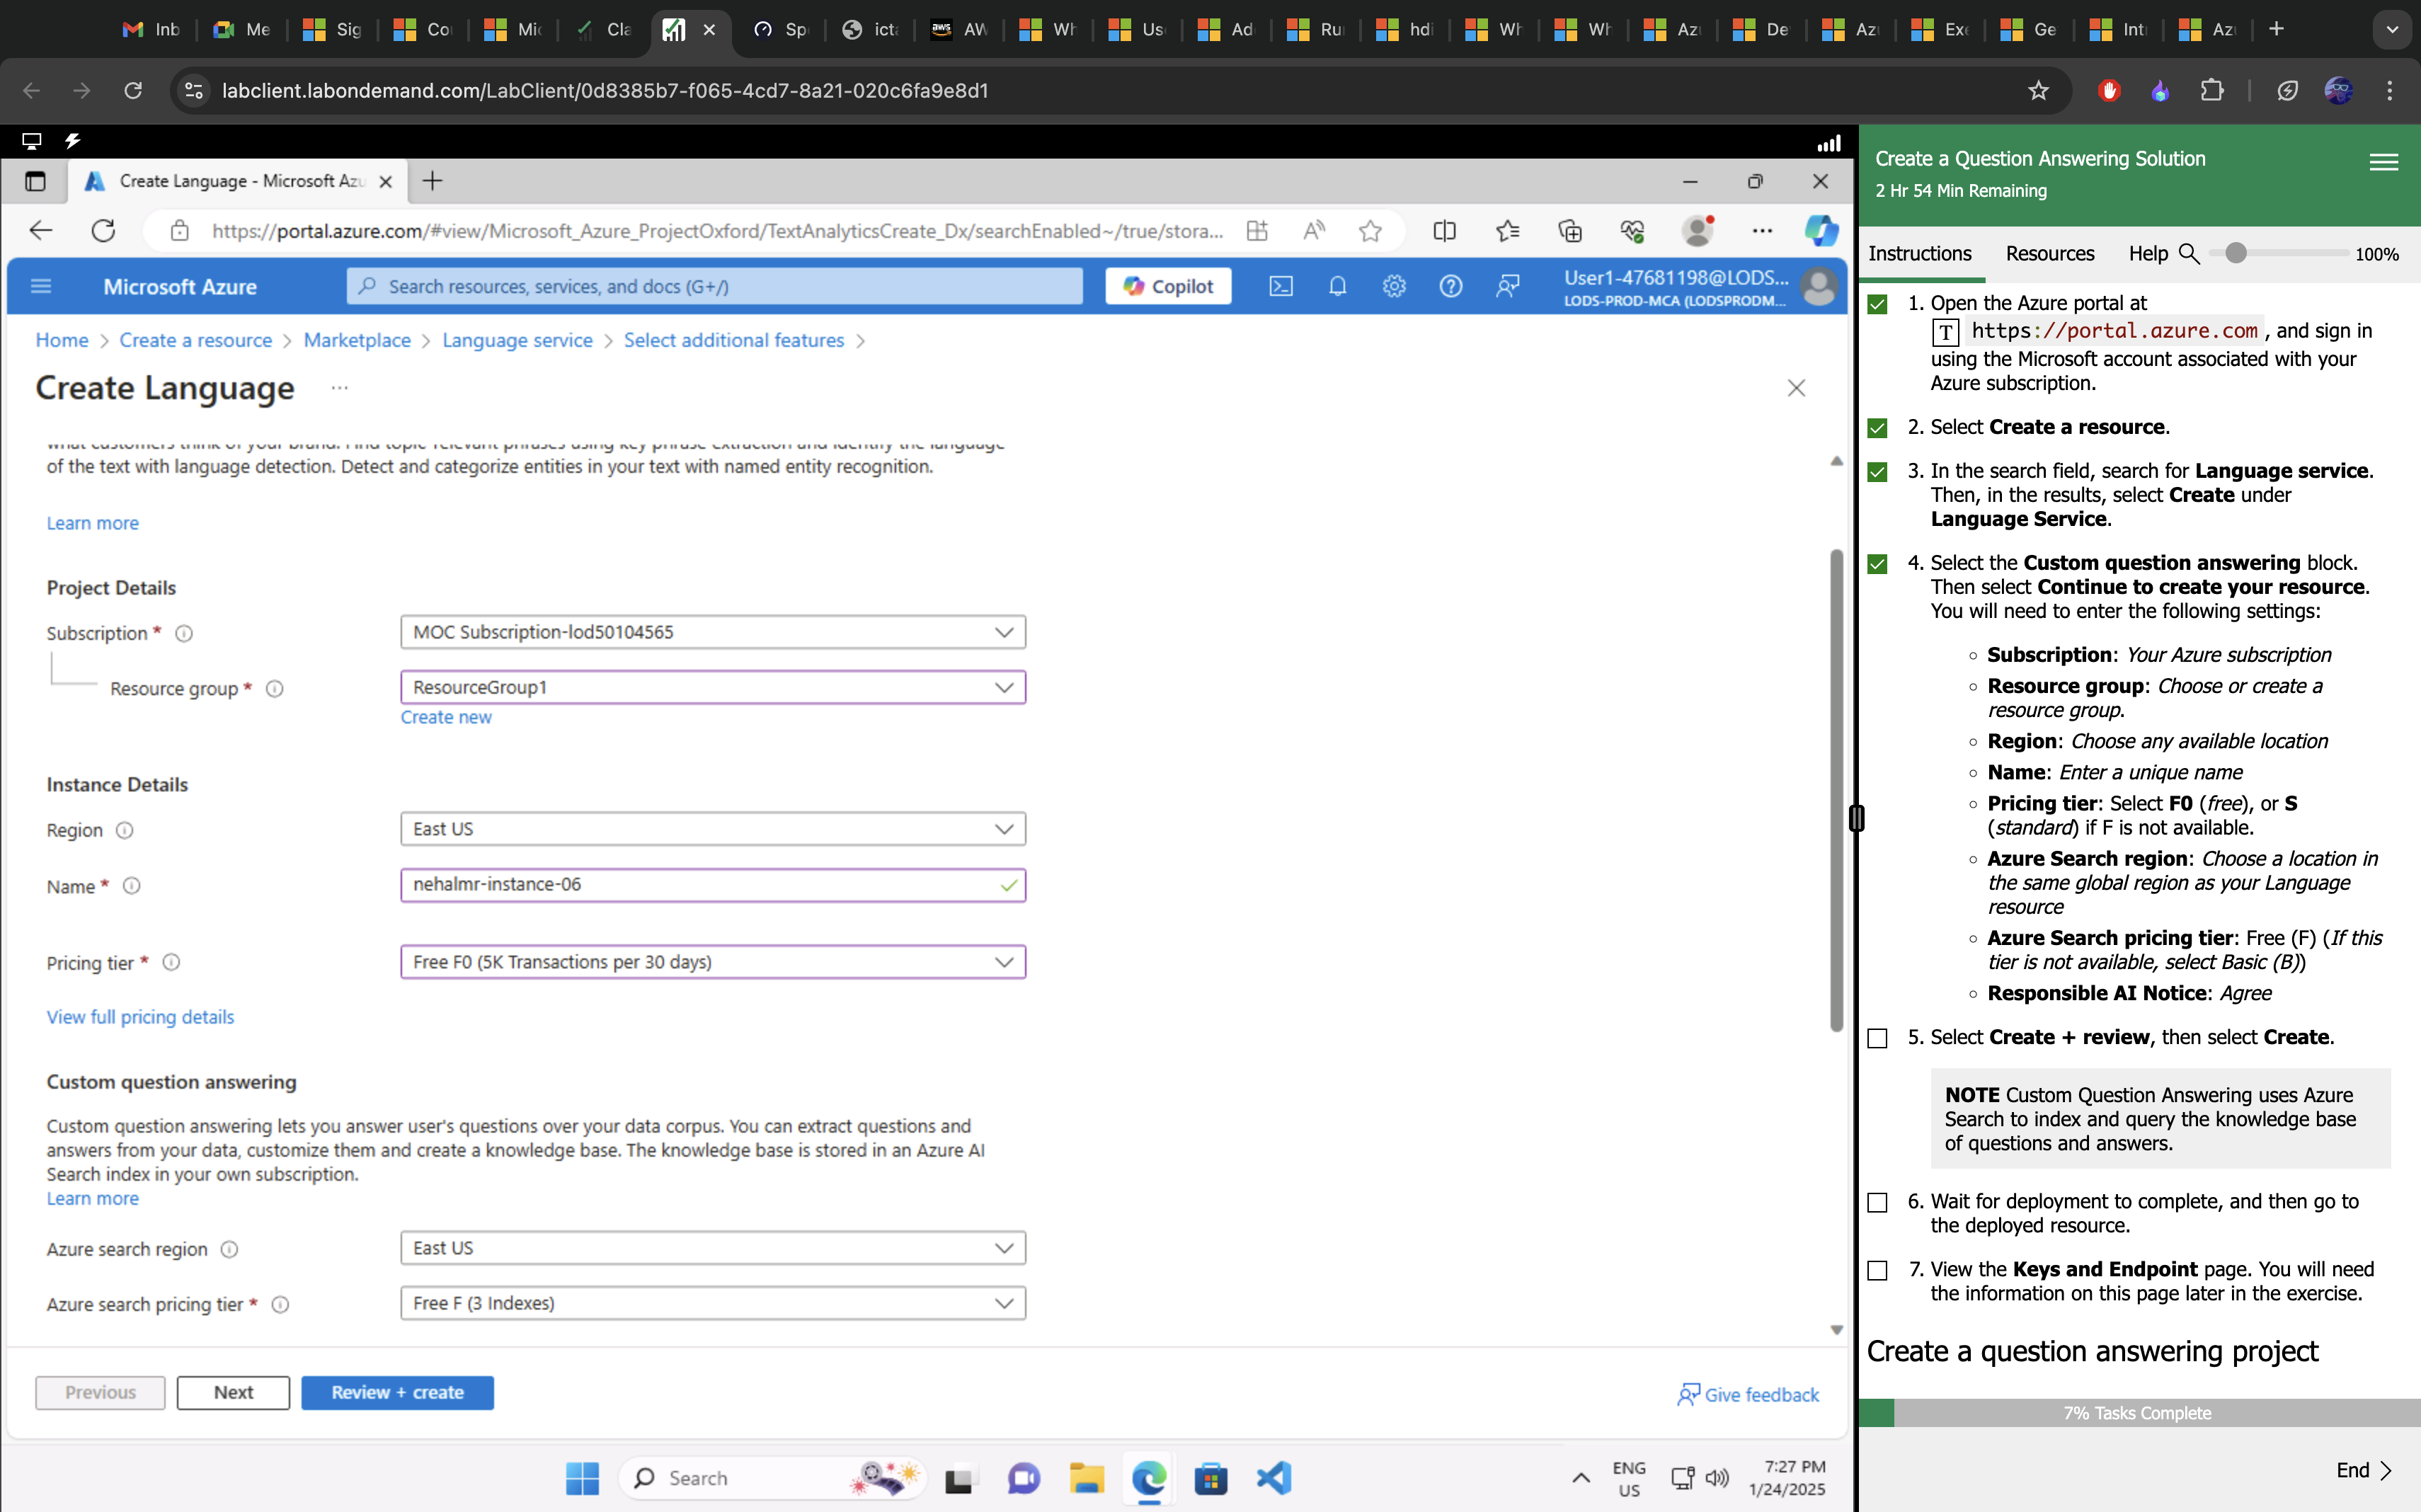 Inb
Me
Sig
Co
Mic
Cla
Sp
icta
aws AW
Wh
Us
Ad
Ru
hdi
Wh
Wh
Az
De
Az
Exe
Ge
Int
Az
labclient.labondemand.com/LabClient/0d8385b7-f065-4cd7-8a21-020c6fa9e8d1
Create Language - Microsoft Azu
https://portal.azure.com/#view/Microsoft_Azure_ProjectOxford/TextAnalyticsCreate_Dx/searchEnabled~/true/stora...
Microsoft Azure
Search resources, services, and docs (G+/)
Copilot
User1-47681198@LODS...
LODS-PROD-MCA (LODSPRODM...
Home > Create a resource > Marketplace > Language service > Select additional features >
Create Language ...
what customers think of your brand. Find topic-relevant phrases using key phrase extraction and identify the language
of the text with language detection. Detect and categorize entities in your text with named entity recognition.
Learn more
Project Details
Subscription * MOC Subscription-lod50104565
Resource group * ResourceGroup1
Create new
Instance Details
Region East US
Name * nehalmr-instance-06
Pricing tier * Free F0 (5K Transactions per 30 days)
View full pricing details
Custom question answering
Custom question answering lets you answer user's questions over your data corpus. You can extract questions and
answers from your data, customize them and create a knowledge base. The knowledge base is stored in an Azure AI
Search index in your own subscription.
Learn more
Azure search region East US
Azure search pricing tier * Free F (3 Indexes)
Previous
Next
Review + create
Give feedback
Search
ENG
US
7:27 PM
1/24/2025
Create a Question Answering Solution
2 Hr 54 Min Remaining
Instructions Resources Help 100%
1. Open the Azure portal at
T https://portal.azure.com, and sign in
using the Microsoft account associated with your
Azure subscription.
2. Select Create a resource.
3. In the search field, search for Language service.
Then, in the results, select Create under
Language Service.
4. Select the Custom question answering block.
Then select Continue to create your resource.
You will need to enter the following settings:
Subscription: Your Azure subscription
Resource group: Choose or create a
resource group.
Region: Choose any available location
Name: Enter a unique name
Pricing tier: Select F0 (free), or S
(standard) if F is not available.
Azure Search region: Choose a location in
the same global region as your Language
resource
Azure Search pricing tier: Free (F) (If this
tier is not available, select Basic (B))
Responsible AI Notice: Agree
5. Select Create + review, then select Create.
NOTE Custom Question Answering uses Azure
Search to index and query the knowledge base
of questions and answers.
6. Wait for deployment to complete, and then go to
the deployed resource.
7. View the Keys and Endpoint page. You will need
the information on this page later in the exercise.
Create a question answering project
7% Tasks Complete
End